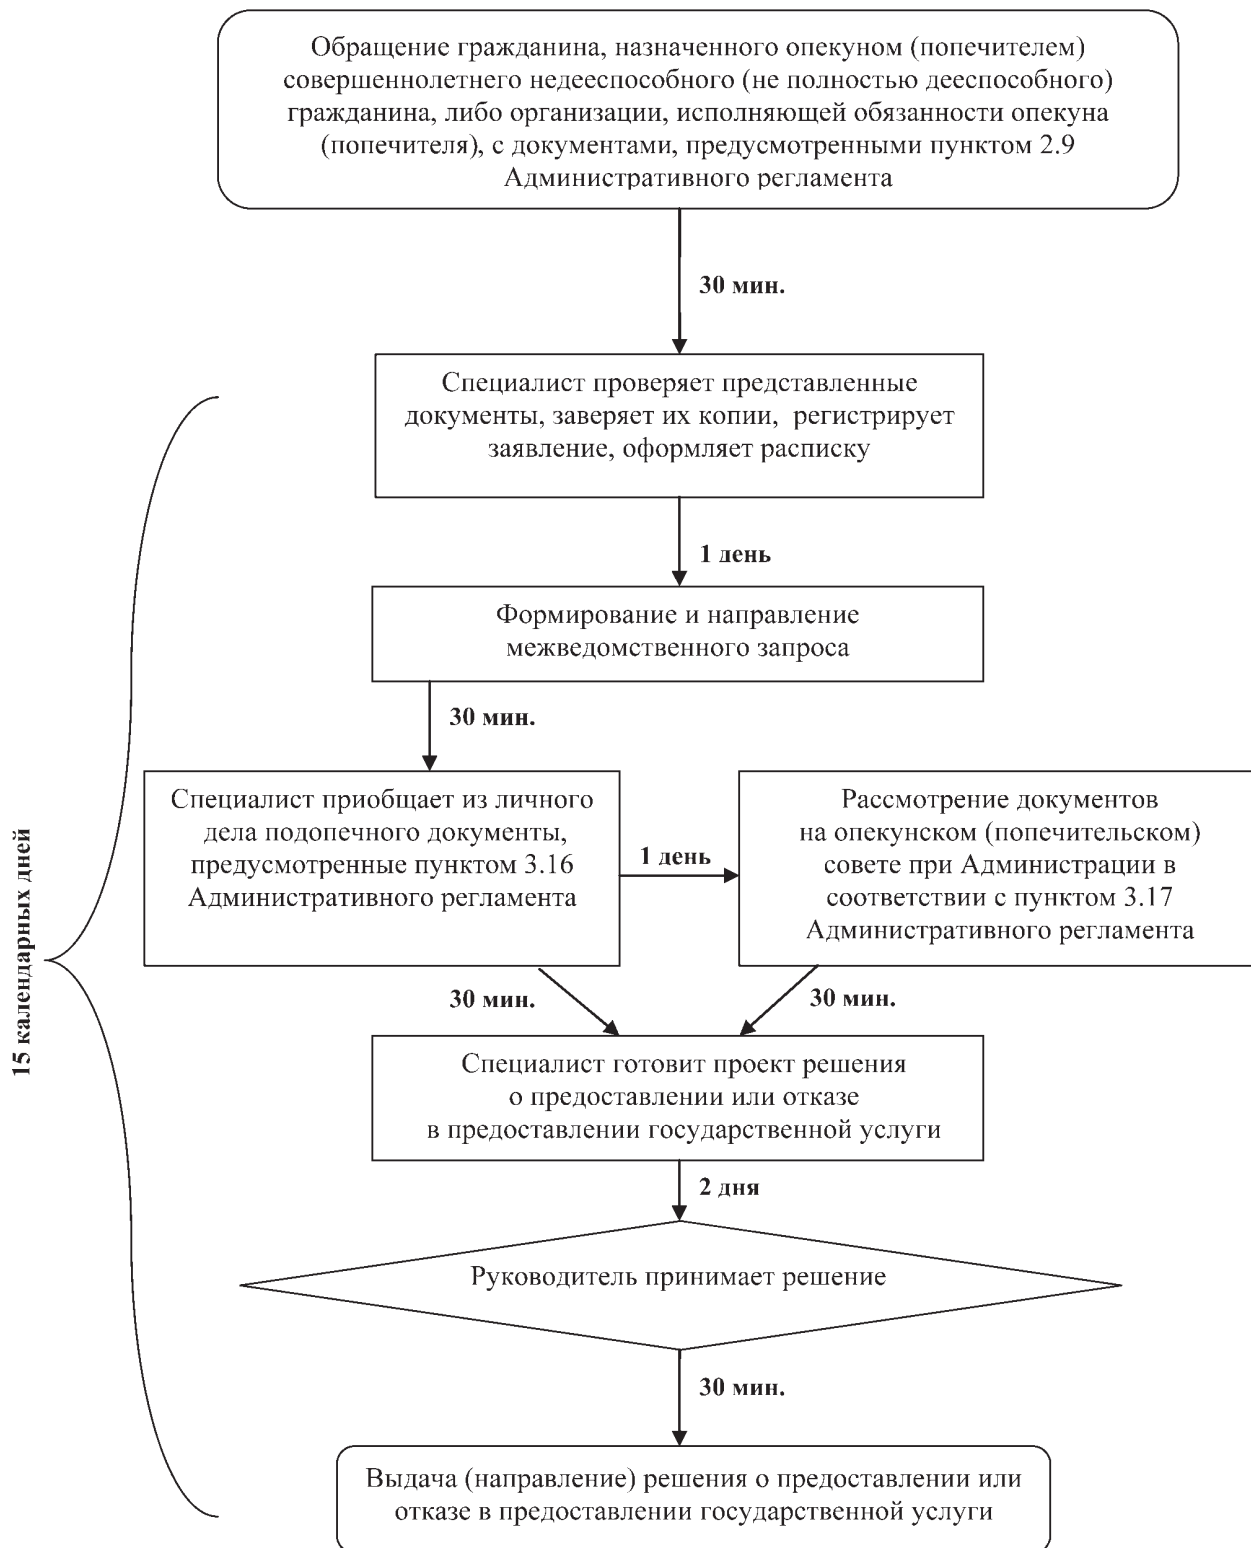 Обращение гражданина, назначенного опекуном (попечителем)
совершеннолетнего недееспособного (не полностью дееспособного)
гражданина, либо организации, исполняющей обязанности опекуна
(попечителя), с документами, предусмотренными пунктом 2.9
Административного регламента
30 мин.
Специалист проверяет представленные
документы, заверяет их копии, регистрирует
заявление, оформляет расписку
1 день
Формирование и направление
межведомственного запроса
30 мин.
Специалист приобщает из личного
дела подопечного документы,
предусмотренные пунктом 3.16
Административного регламента
1 день
Рассмотрение документов
на опекунском (попечительском)
совете при Администрации в
соответствии с пунктом 3.17
Административного регламента
30 мин.
30 мин.
Специалист готовит проект решения
о предоставлении или отказе
в предоставлении государственной услуги
2 дня
Руководитель принимает решение
30 мин.
Выдача (направление) решения о предоставлении или
отказе в предоставлении государственной услуги
15 календарных дней